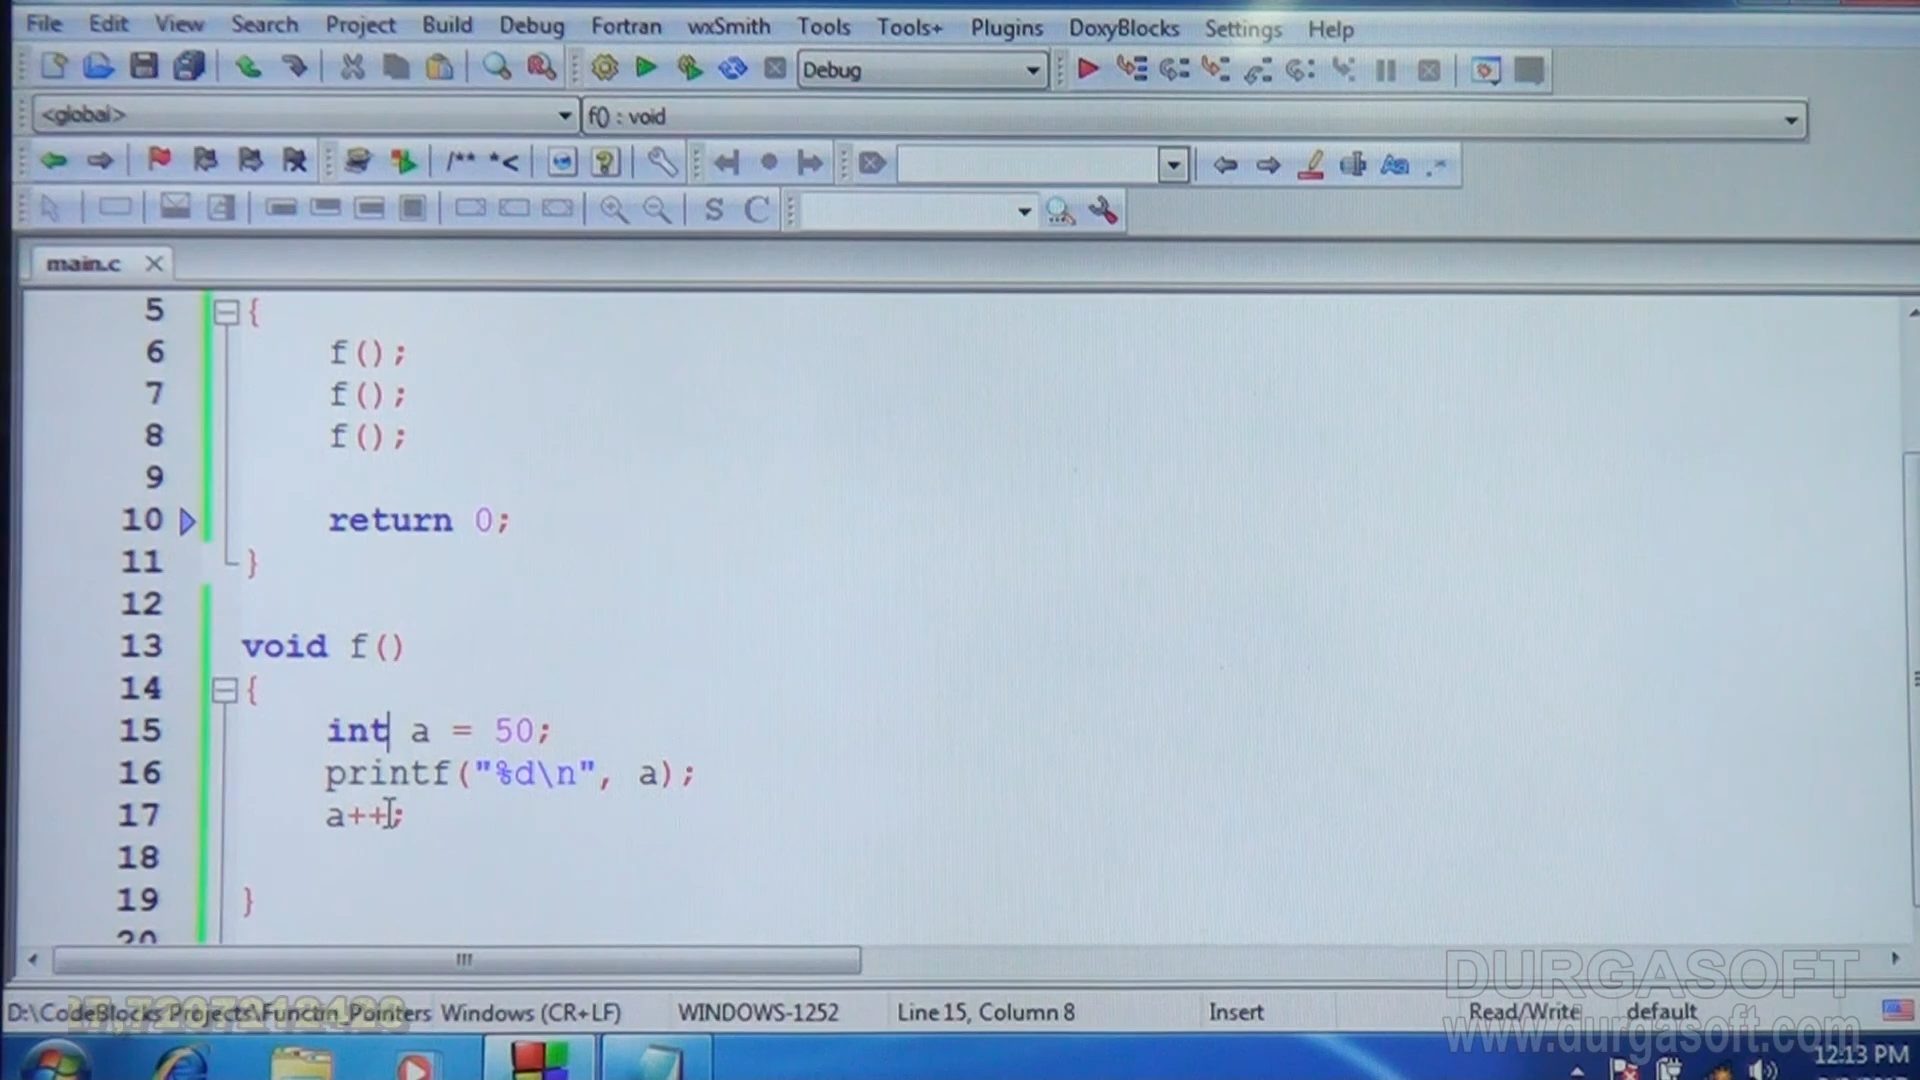 File Edit View Search Project Build Debug Fortran wxSmith Tools Tools+ Plugins DoxyBlocks Settings Help
Debug
<global> f() : void
/** *<
S C
main.c
5 {
6 f();
7 f();
8 f();
9
10 return 0;
11 }
12
13 void f()
14 {
15 int a = 50;
16 printf("%d\n", a);
17 a++;
18
19 }
20
DURGASOFT
D:\CodeBlocks Projects\Functin_Pointers Windows (CR+LF) WINDOWS-1252 Line 15, Column 8 Insert Read/Write default
www.durgasoft.com
12:13 PM